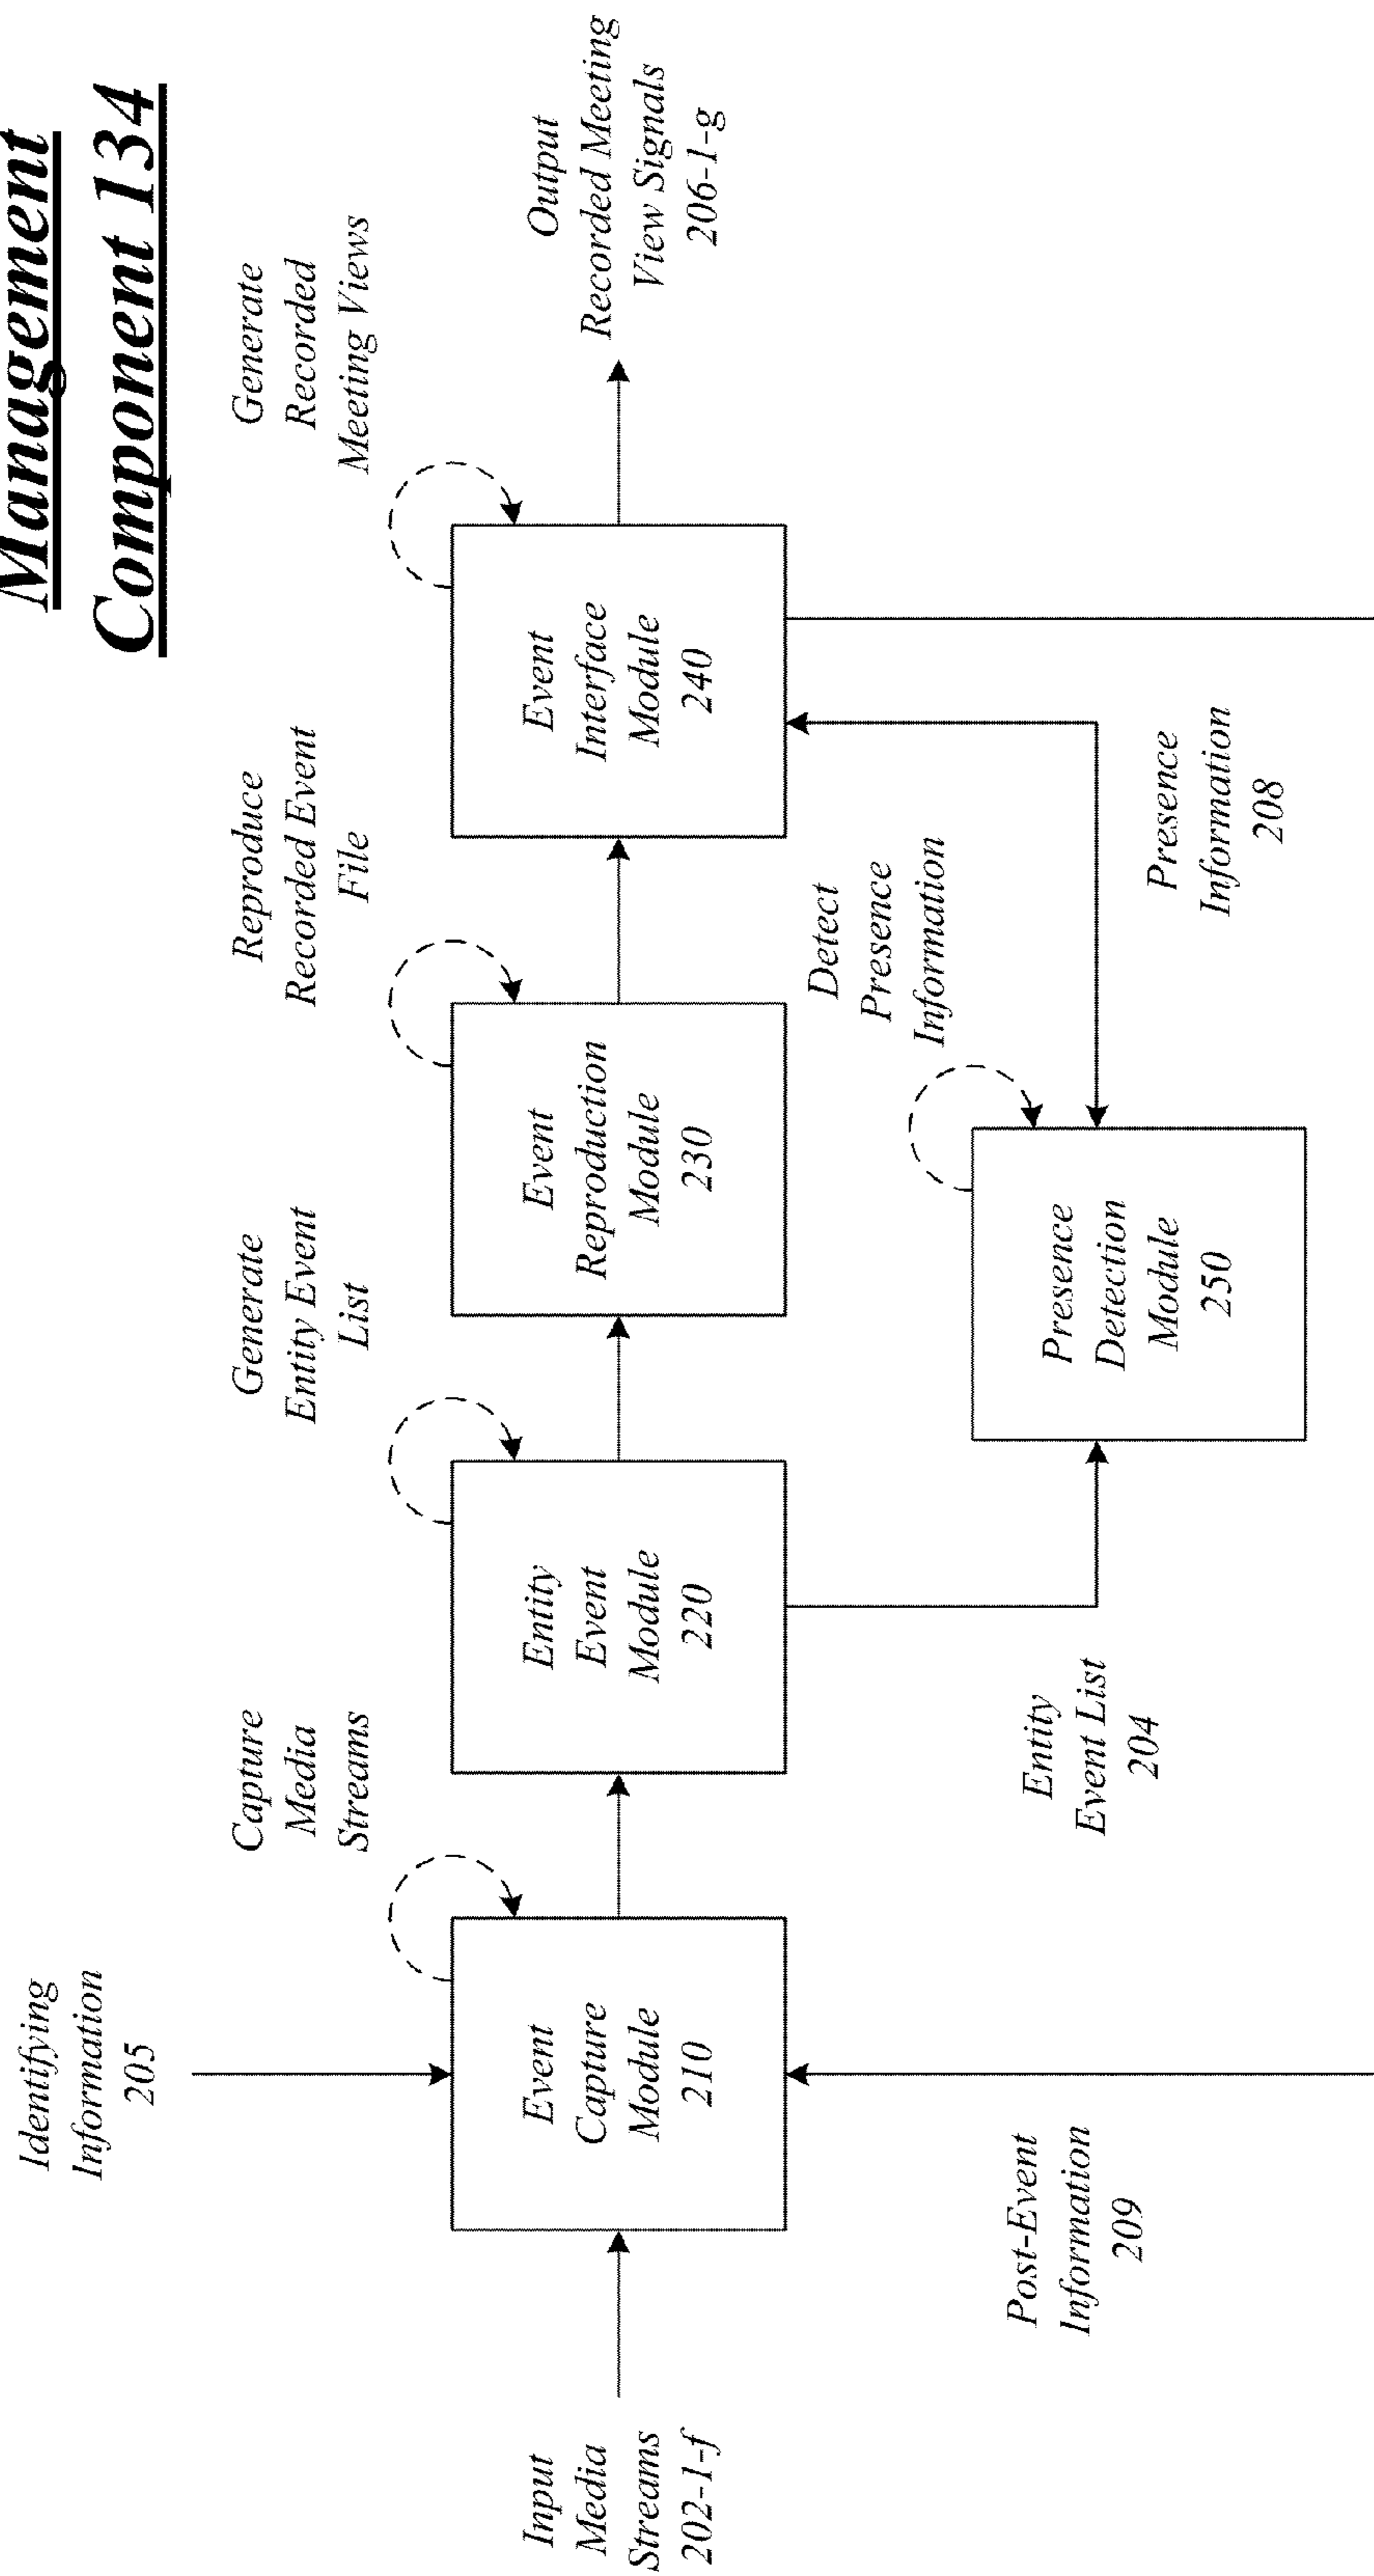 Management
Component 134
Identifying
Information
205
Capture
Media
Streams
Generate
Entity Event
List
Reproduce
Recorded Event
File
Generate
Recorded
Meeting Views
Input
Media
Streams
202-1-f
Event
Capture
Module
210
Entity
Event
Module
220
Event
Reproduction
Module
230
Event
Interface
Module
240
Output
Recorded Meeting
View Signals
206-1-g
Detect
Presence
Information
Post-Event
Information
209
Entity
Event List
204
Presence
Detection
Module
250
Presence
Information
208